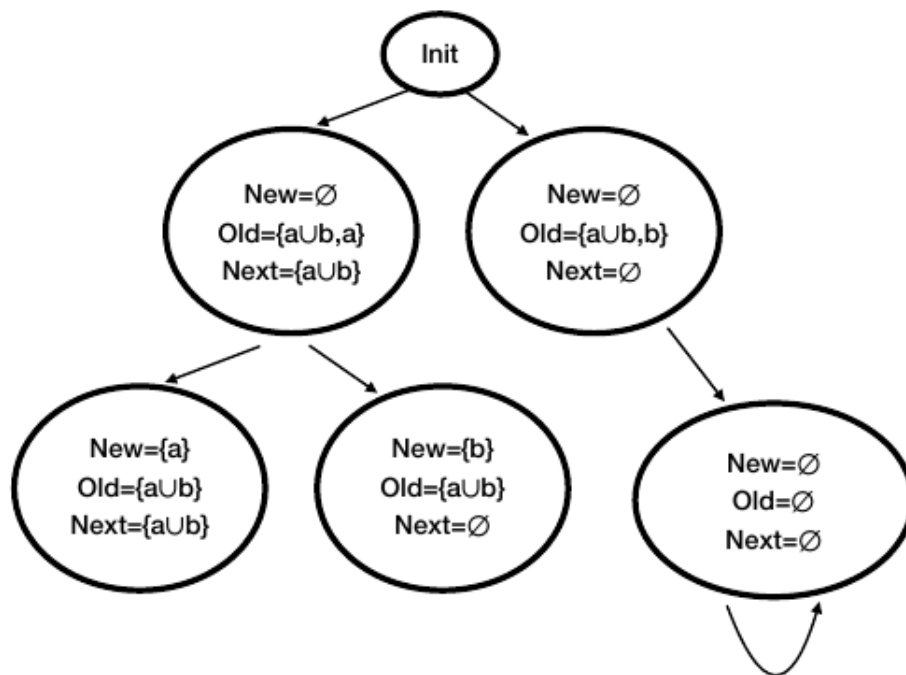 Init
New=∅
Old={a∪b,a}
Next={a∪b}
New=∅
Old={a∪b,b}
Next=∅
New={a}
Old={a∪b}
Next={a∪b}
New={b}
Old={a∪b}
Next=∅
New=∅
Old=∅
Next=∅